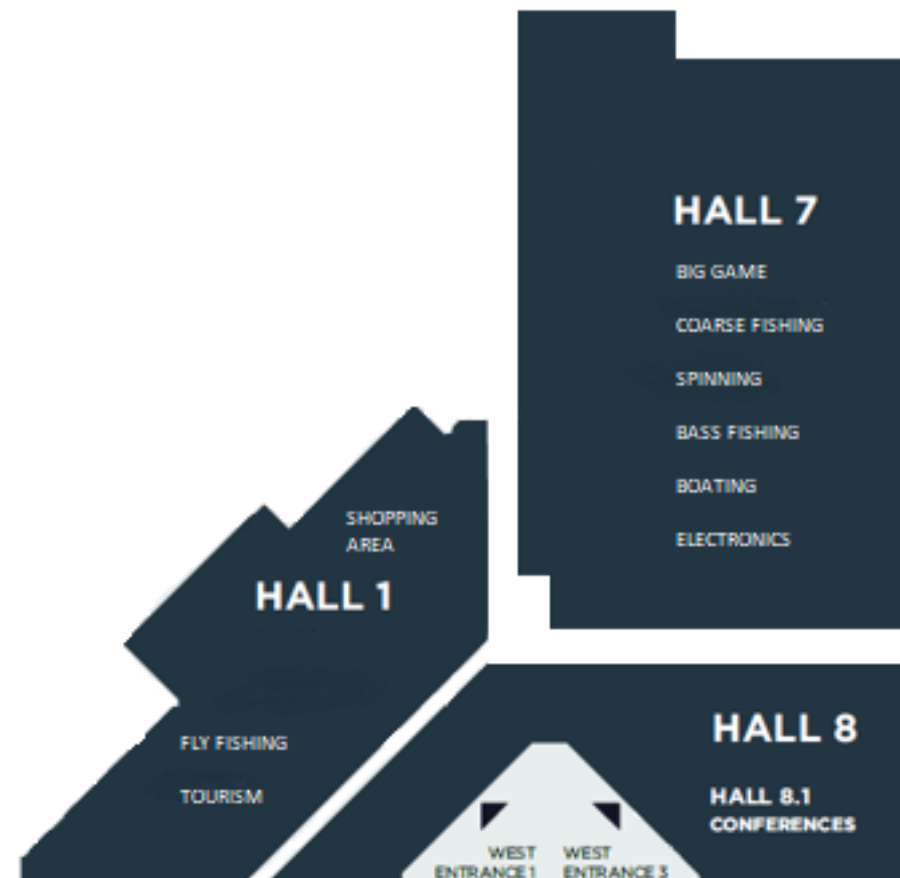 HALL 7
BIG GAME
COARSE FISHING
SPINNING
BASS FISHING
BOATING
ELECTRONICS
SHOPPING
AREA
HALL 1
FLY FISHING
TOURISM
HALL 8
HALL 8.1
CONFERENCES
WEST
ENTRANCE 1
WEST
ENTRANCE 3